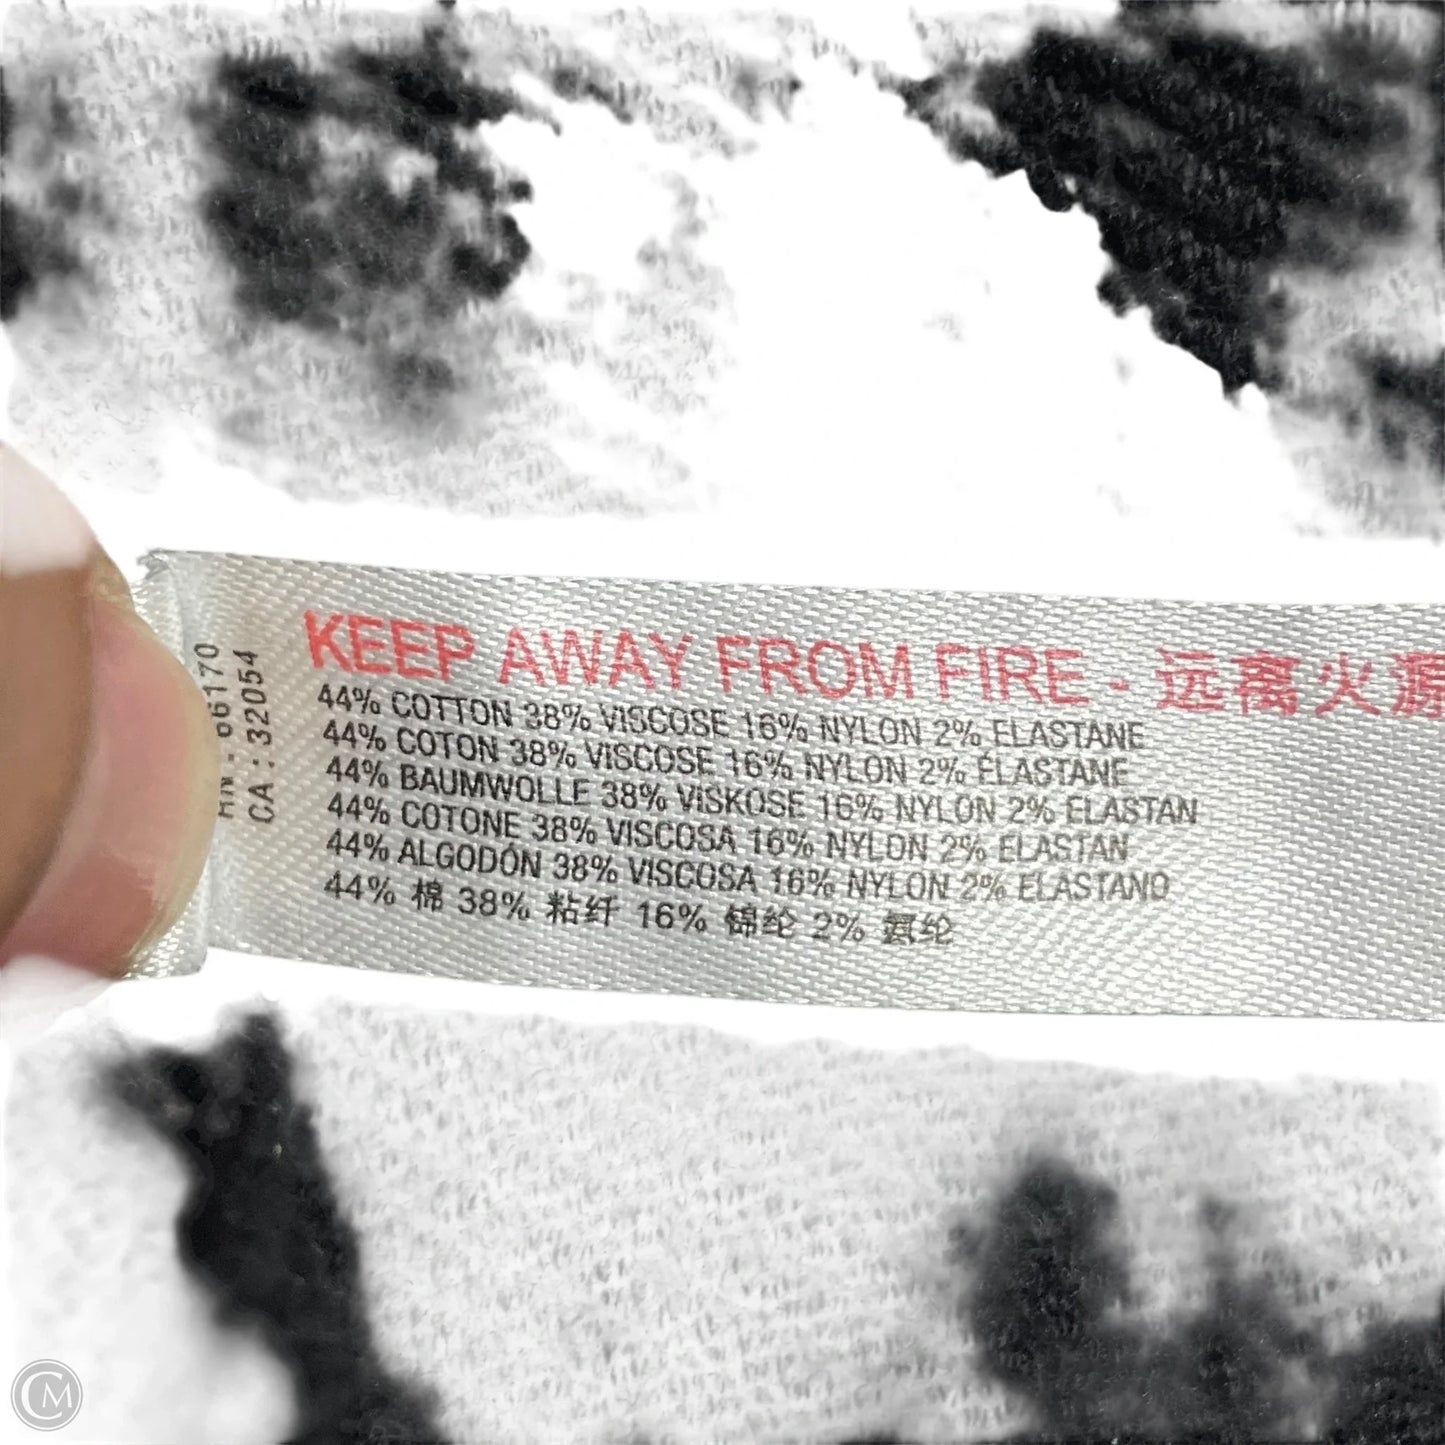 KEEP AWAY FROM FIRE - 远离火源
44% COTTON 38% VISCOSE 16% NYLON 2% ELASTANE
44% COTON 38% VISCOSE 16% NYLON 2% ÉLASTANE
44% BAUMWOLLE 38% VISKOSE 16% NYLON 2% ELASTAN
44% COTONE 38% VISCOSA 16% NYLON 2% ELASTAN
44% ALGODÓN 38% VISCOSA 16% NYLON 2% ELASTANO
44% 棉 38% 粘纤 16% 锦纶 2% 氨纶
66170
CA : 32054
CM